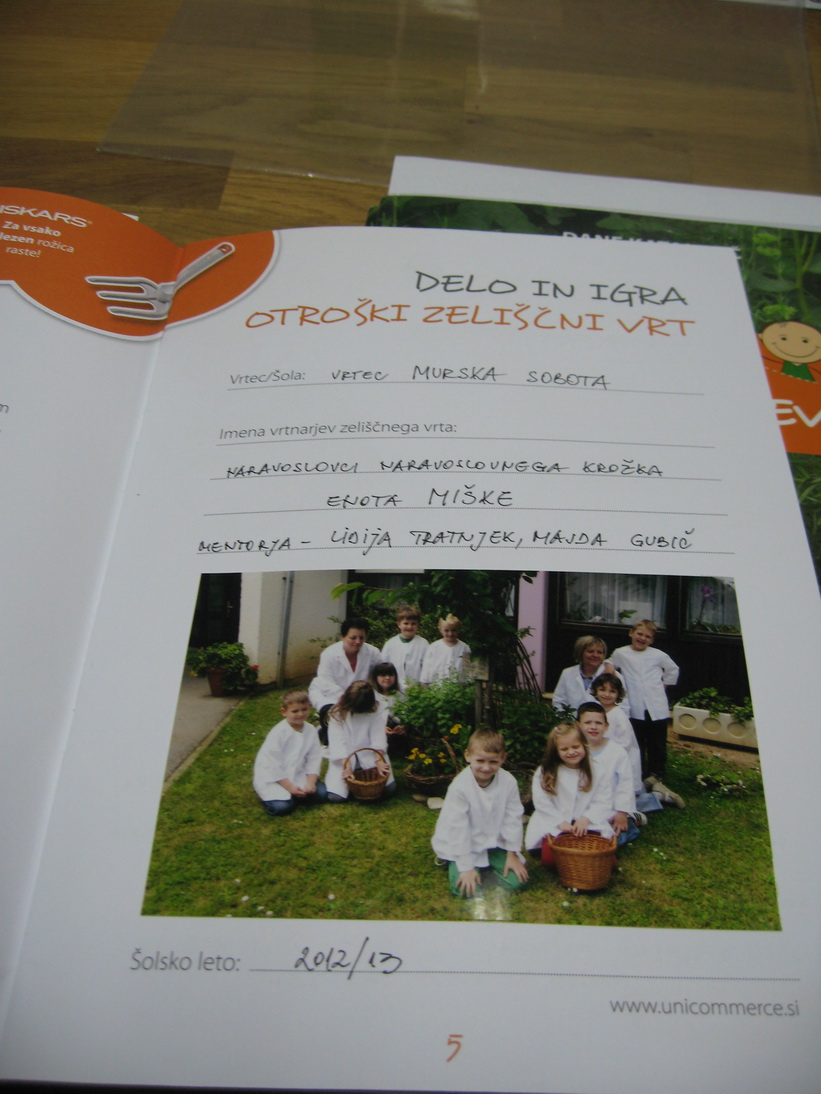 ISKARS®
Za vsako
lezen rožica
raste!
DELO IN IGRA
OTROŠKI ZELIŠČNI VRT
Vrtec/Šola: VRTEC MURSKA SOBOTA
Imena vrtnarjev zeliščnega vrta:
NARAVOSLOVCI NARAVOSLOVNEGA KROŽKA
ENOTA MIŠKE
MENTORJA - LIDIJA TRATNJEK, MAJDA GUBIČ
Šolsko leto: 2012/13
www.unicommerce.si
5
EV